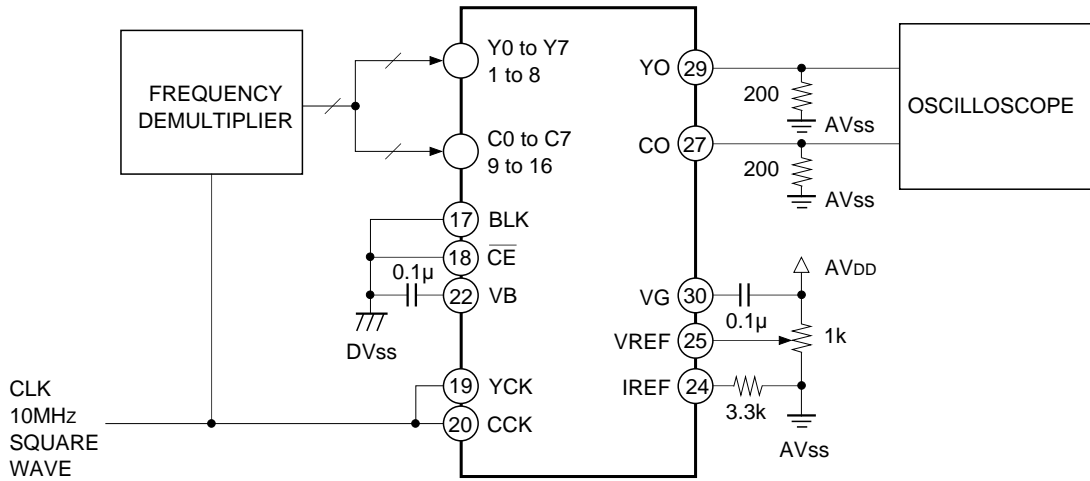 FREQUENCY
DEMULTIPLIER
Y0 to Y7
1 to 8
C0 to C7
9 to 16
17 BLK
18 C̅E̅
0.1µ
22 VB
DVss
19 YCK
20 CCK
CLK
10MHz
SQUARE
WAVE
YO 29
200
AVss
CO 27
200
AVss
OSCILLOSCOPE
AVDD
VG 30
0.1µ
1k
VREF 25
IREF 24
3.3k
AVss